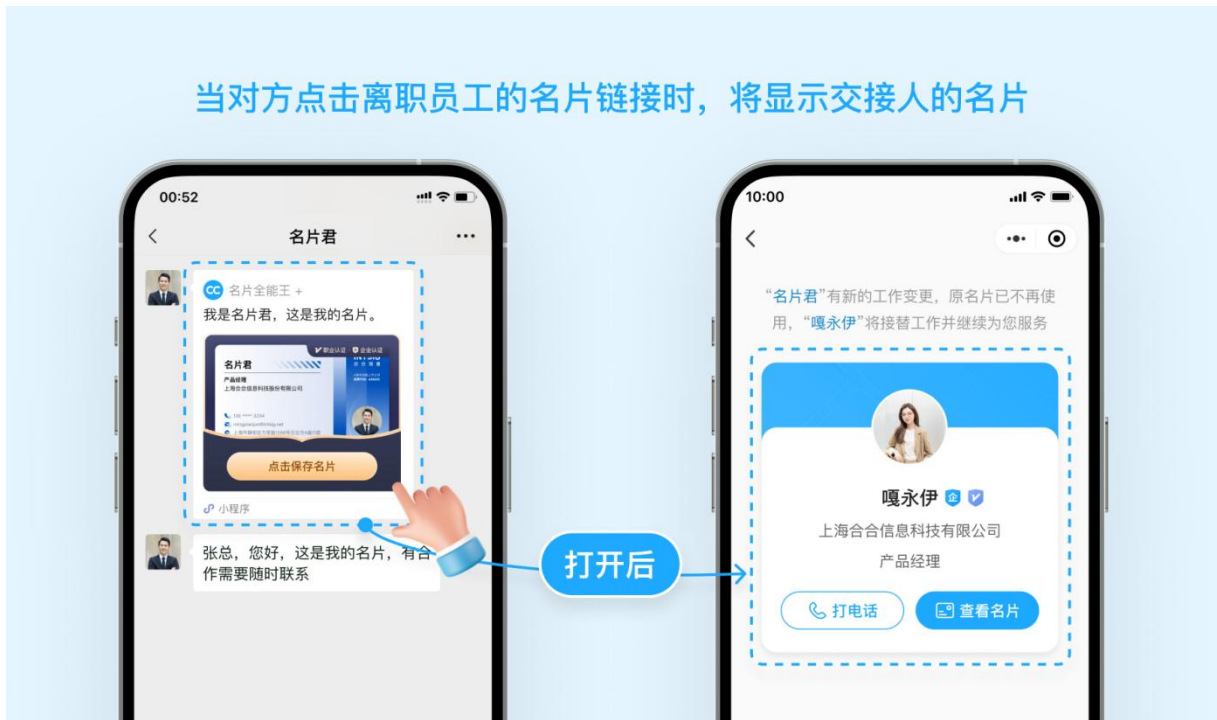 当对方点击离职员工的名片链接时，将显示交接人的名片
00:52
名片君
名片全能王 +
我是名片君，这是我的名片。
职业认证
企业认证
名片君
产品经理
上海合合信息科技股份有限公司
点击保存名片
小程序
张总，您好，这是我的名片，有合
作需要随时联系
打开后
10:00
“名片君”有新的工作变更，原名片已不再使
用，“嘎永伊”将接替工作并继续为您服务
嘎永伊
上海合合信息科技有限公司
产品经理
打电话
查看名片